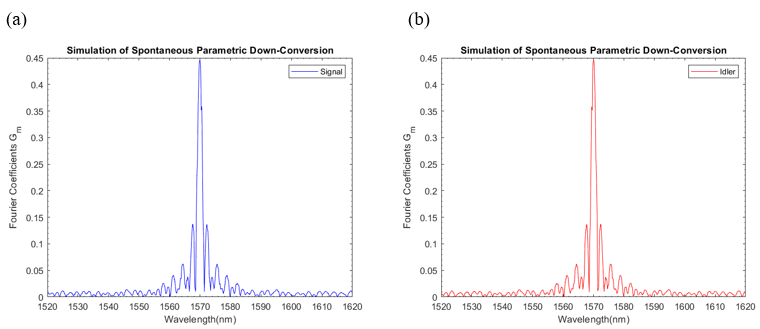 (a)
Simulation of Spontaneous Parametric Down-Conversion
Signal
0.45
0.4
0.35
0.3
0.25
0.2
0.15
0.1
0.05
0
Fourier Coefficients G_m
1520 1530 1540 1550 1560 1570 1580 1590 1600 1610 1620
Wavelength(nm)
(b)
Simulation of Spontaneous Parametric Down-Conversion
Idler
0.45
0.4
0.35
0.3
0.25
0.2
0.15
0.1
0.05
0
Fourier Coefficients G_m
1520 1530 1540 1550 1560 1570 1580 1590 1600 1610 1620
Wavelength(nm)